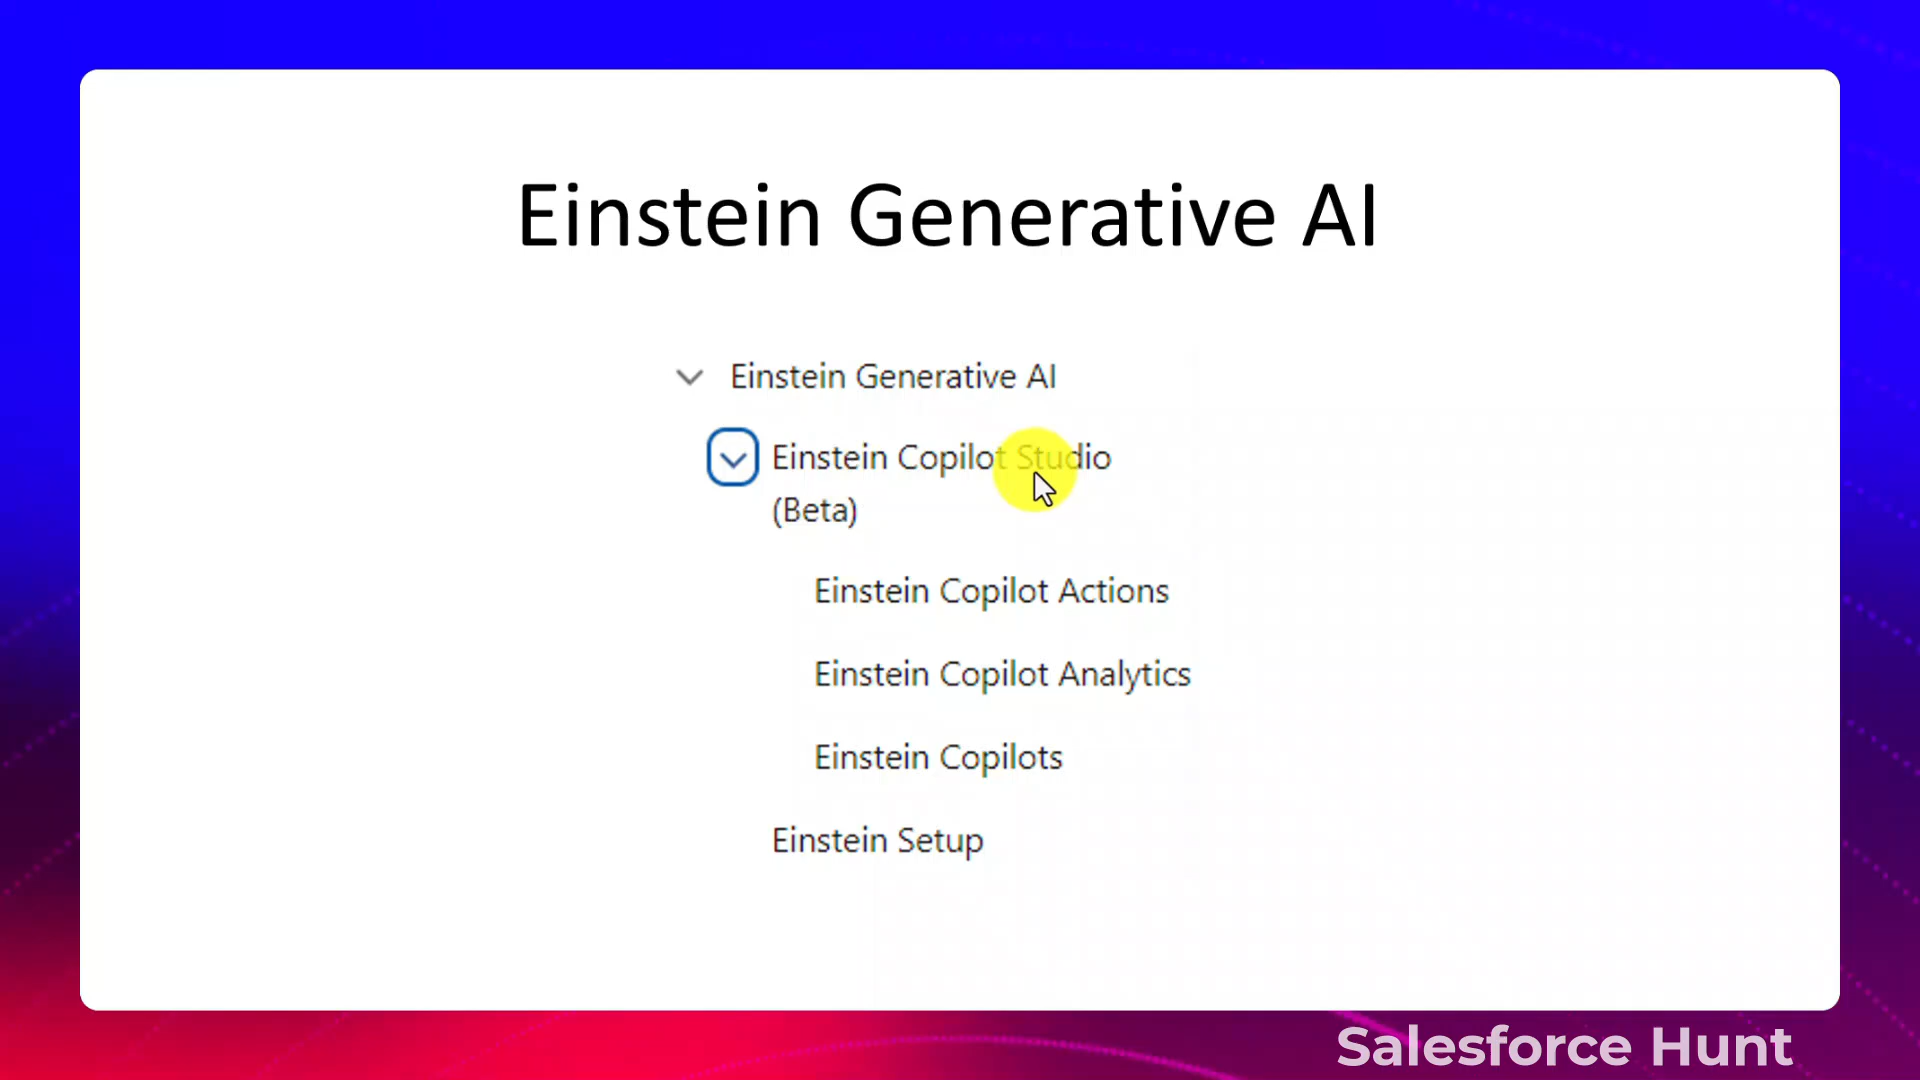 Einstein Generative AI
Einstein Generative AI
Einstein Copilot Studio
(Beta)
Einstein Copilot Actions
Einstein Copilot Analytics
Einstein Copilots
Einstein Setup
Salesforce Hunt